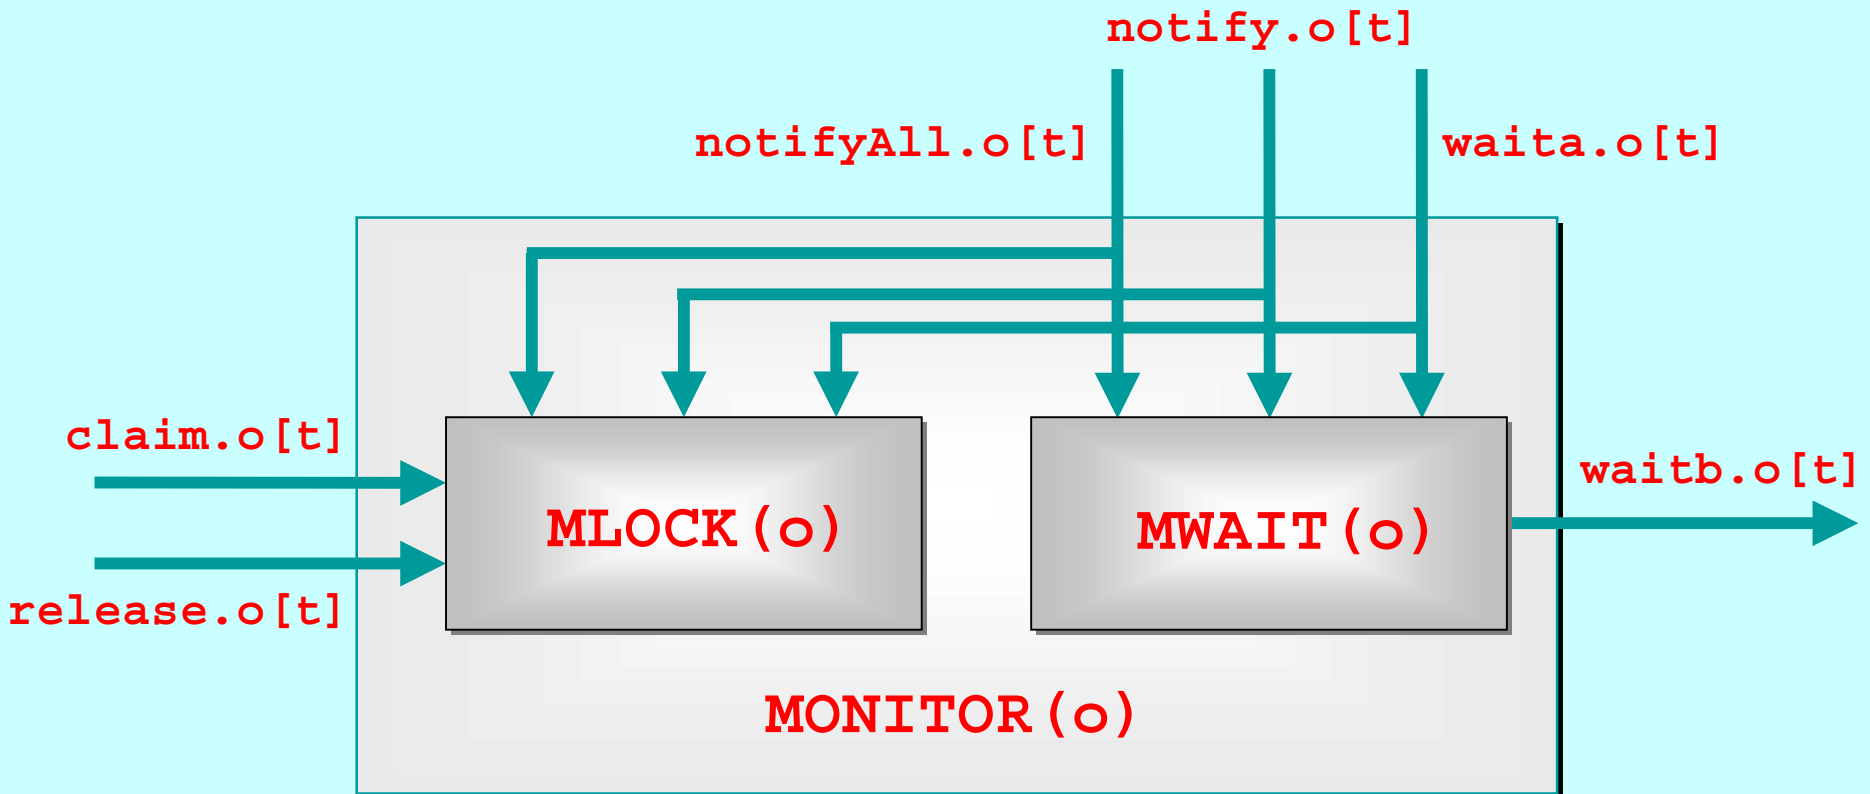 notify.o[t]
notifyAll.o[t]
waita.o[t]
claim.o[t]
release.o[t]
MLOCK(o)
MWAIT(o)
waitb.o[t]
MONITOR(o)